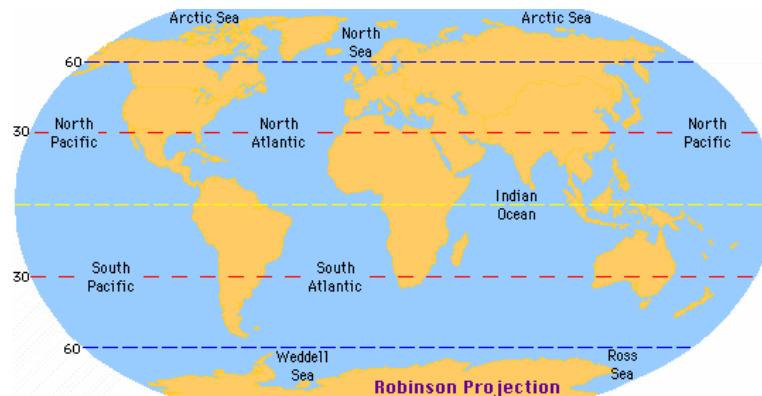 Arctic Sea
Arctic Sea
North
Sea
60
30
North
Pacific
North
Atlantic
North
Pacific
Indian
Ocean
30
South
Pacific
South
Atlantic
60
Weddell
Sea
Ross
Sea
Robinson Projection